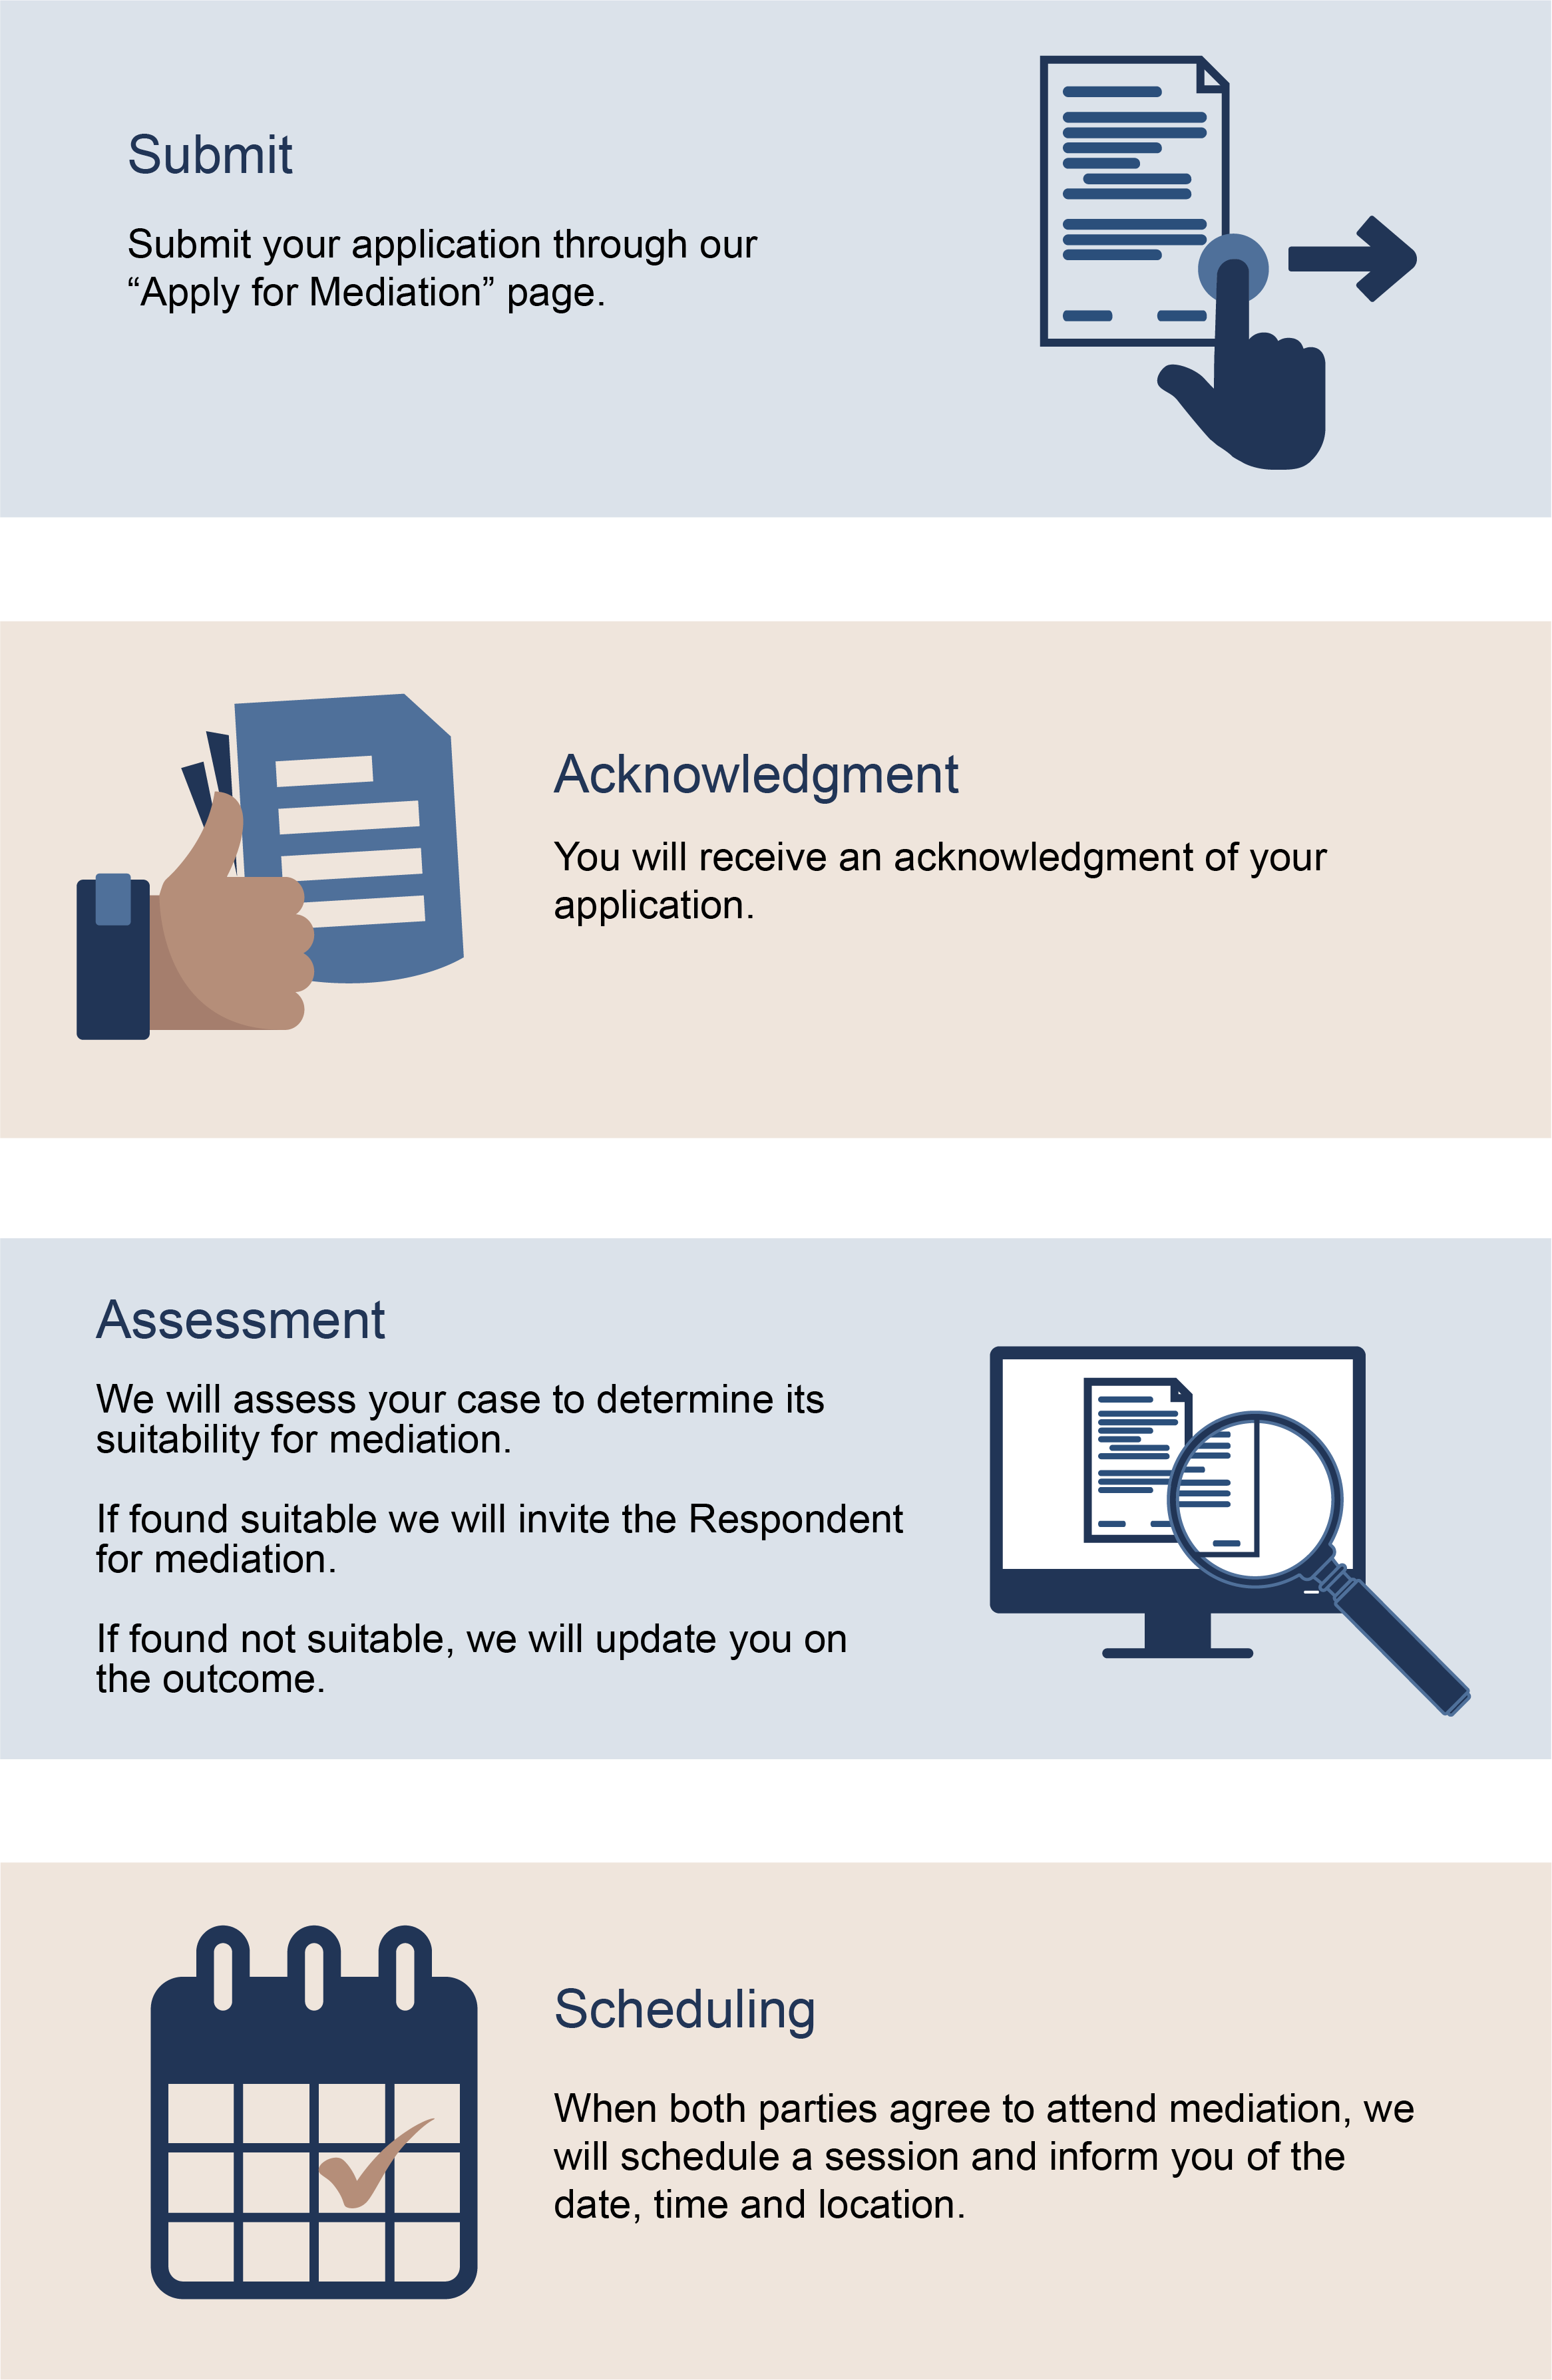 Submit
Submit your application through our
“Apply for Mediation” page.
Acknowledgment
You will receive an acknowledgment of your
application.
Assessment
We will assess your case to determine its
suitability for mediation.
If found suitable we will invite the Respondent
for mediation.
If found not suitable, we will update you on
the outcome.
Scheduling
When both parties agree to attend mediation, we
will schedule a session and inform you of the
date, time and location.